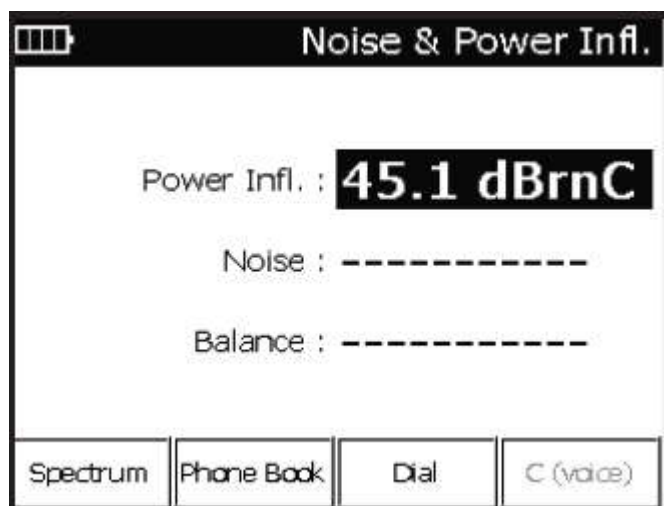 Noise & Power Infl.
Power Infl. : 45.1 dBrnC
Noise : -----------
Balance : -----------
Spectrum Phone Book Dial C (voice)